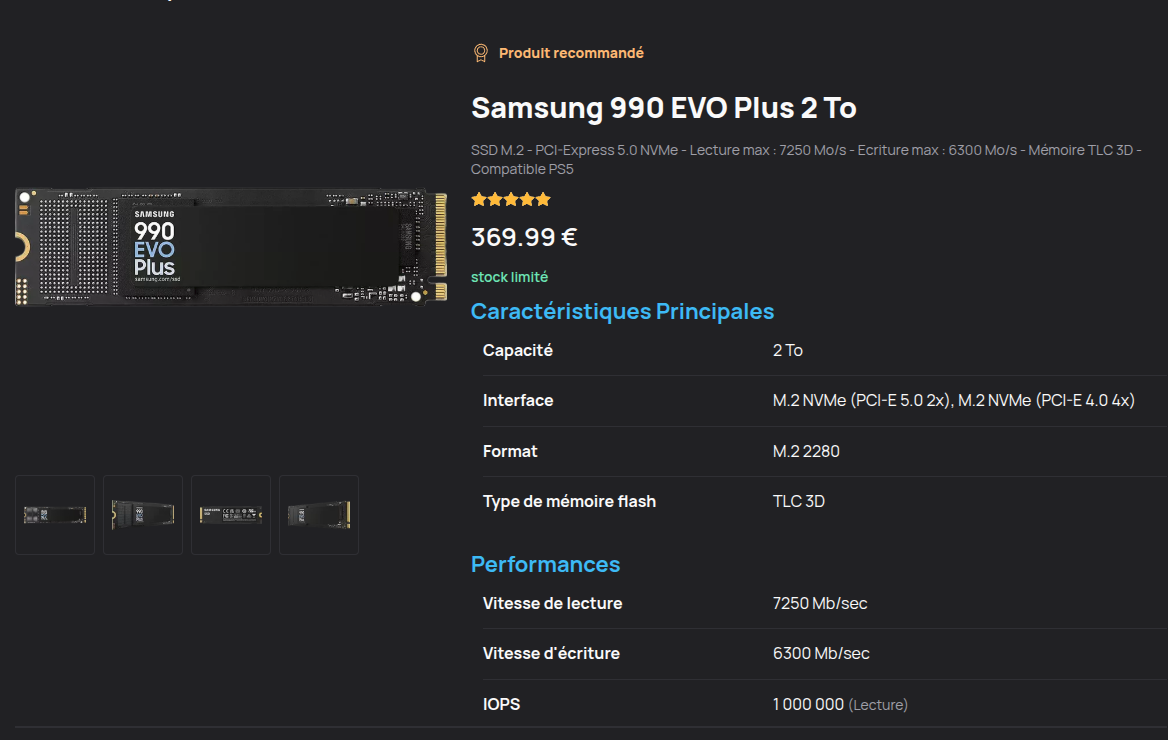 Produit recommandé
Samsung 990 EVO Plus 2 To
SSD M.2 - PCI-Express 5.0 NVMe - Lecture max : 7250 Mo/s - Ecriture max : 6300 Mo/s - Mémoire TLC 3D -
Compatible PS5
369.99 €
stock limité
SAMSUNG
990
EVO
Plus
samsung.com/ssd
Caractéristiques Principales
Capacité 2 To
Interface M.2 NVMe (PCI-E 5.0 2x), M.2 NVMe (PCI-E 4.0 4x)
Format M.2 2280
Type de mémoire flash TLC 3D
Performances
Vitesse de lecture 7250 Mb/sec
Vitesse d'écriture 6300 Mb/sec
IOPS 1 000 000 (Lecture)